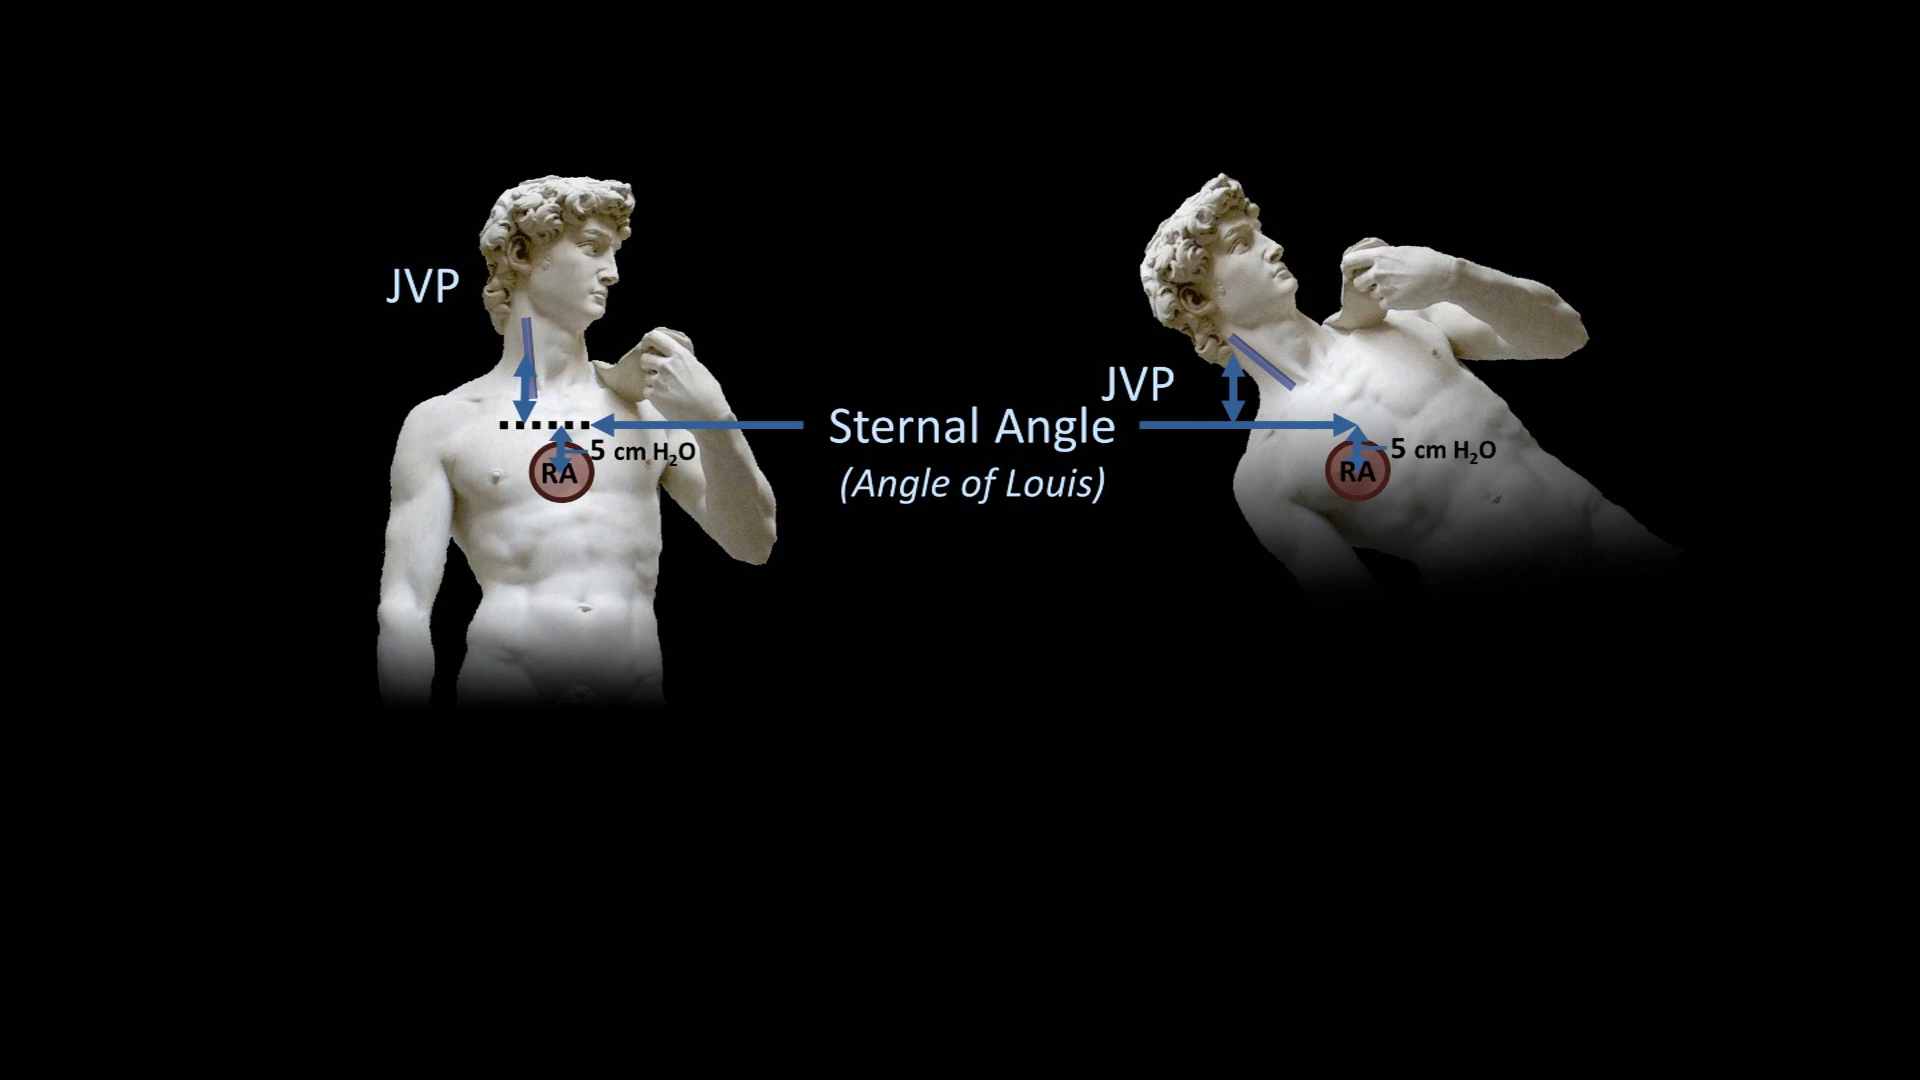 JVP
JVP
Sternal Angle
(Angle of Louis)
5 cm H₂O
RA
5 cm H₂O
RA